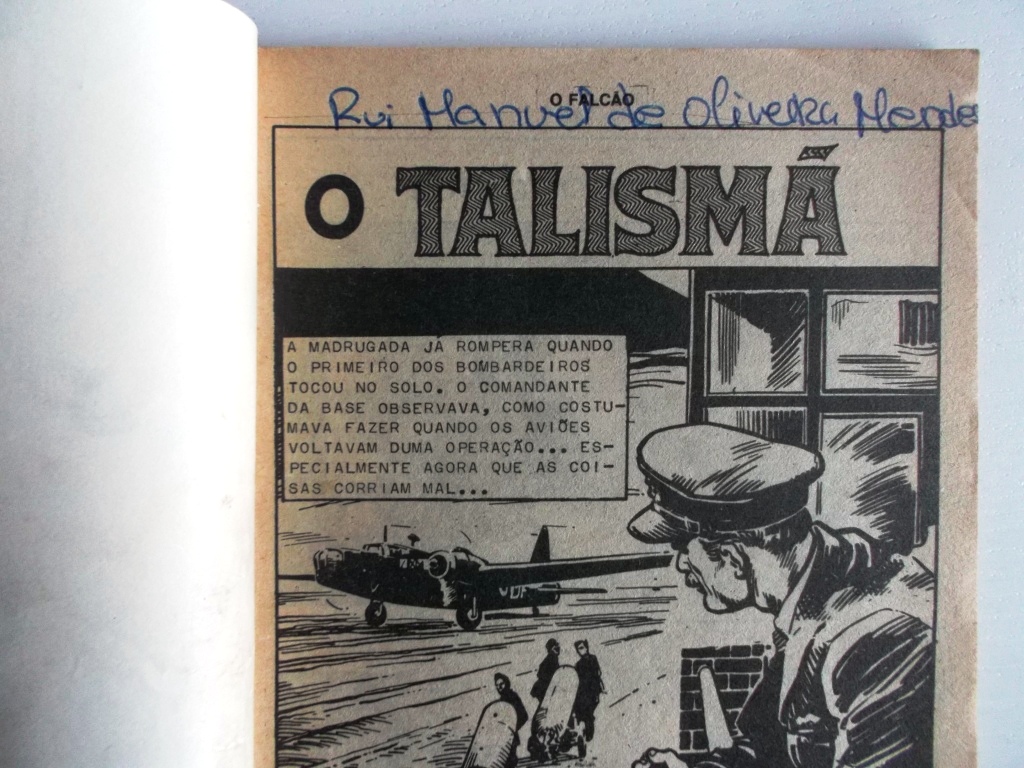 O FALCÃO
Rui Manuel de Oliveira Mendes
O TALISMÃ
A MADRUGADA JÁ ROMPERA QUANDO
O PRIMEIRO DOS BOMBARDEIROS
TOCOU NO SOLO. O COMANDANTE
DA BASE OBSERVAVA, COMO COSTU-
MAVA FAZER QUANDO OS AVIÕES
VOLTAVAM DUMA OPERAÇÃO... ES-
PECIALMENTE AGORA QUE AS COI-
SAS CORRIAM MAL...